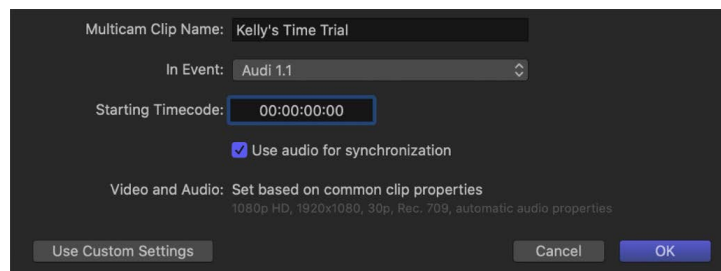 Multicam Clip Name: Kelly's Time Trial
In Event: Audi 1.1
Starting Timecode: 00:00:00:00
Use audio for synchronization
Video and Audio: Set based on common clip properties
1080p HD, 1920x1080, 30p, Rec. 709, automatic audio properties
Use Custom Settings Cancel OK